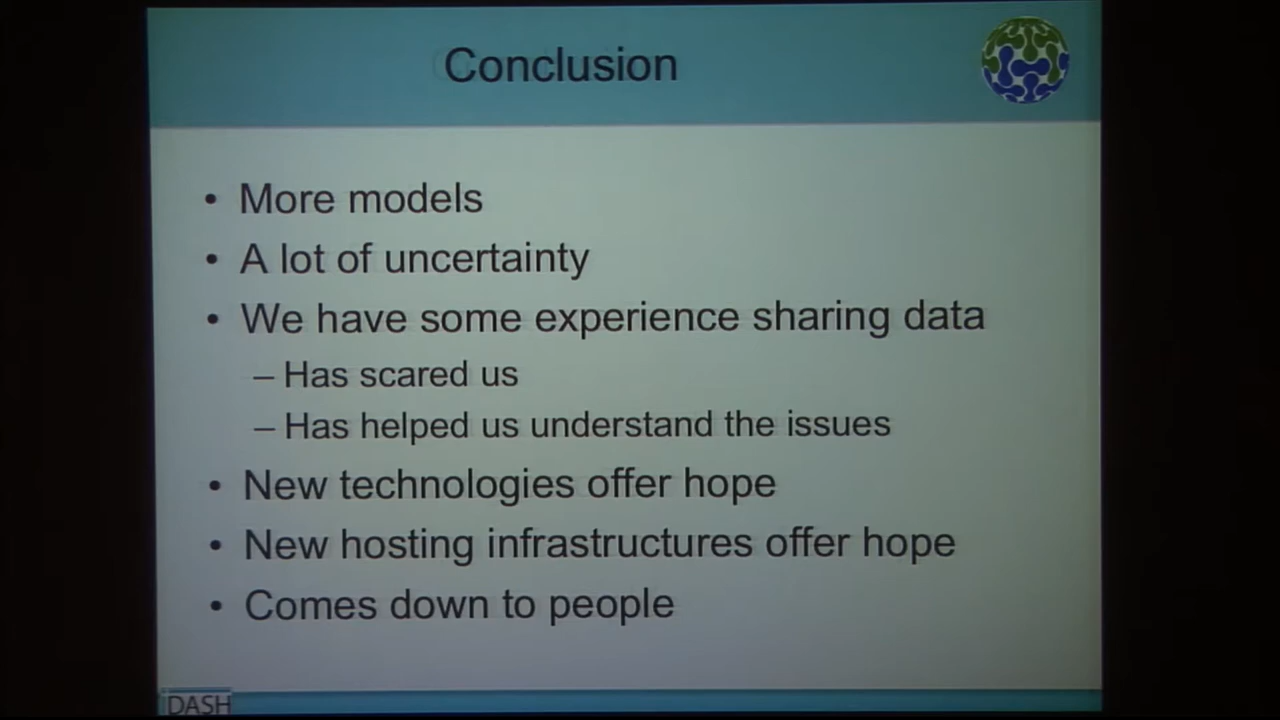 Conclusion
• More models
• A lot of uncertainty
• We have some experience sharing data
– Has scared us
– Has helped us understand the issues
• New technologies offer hope
• New hosting infrastructures offer hope
• Comes down to people
iDASH